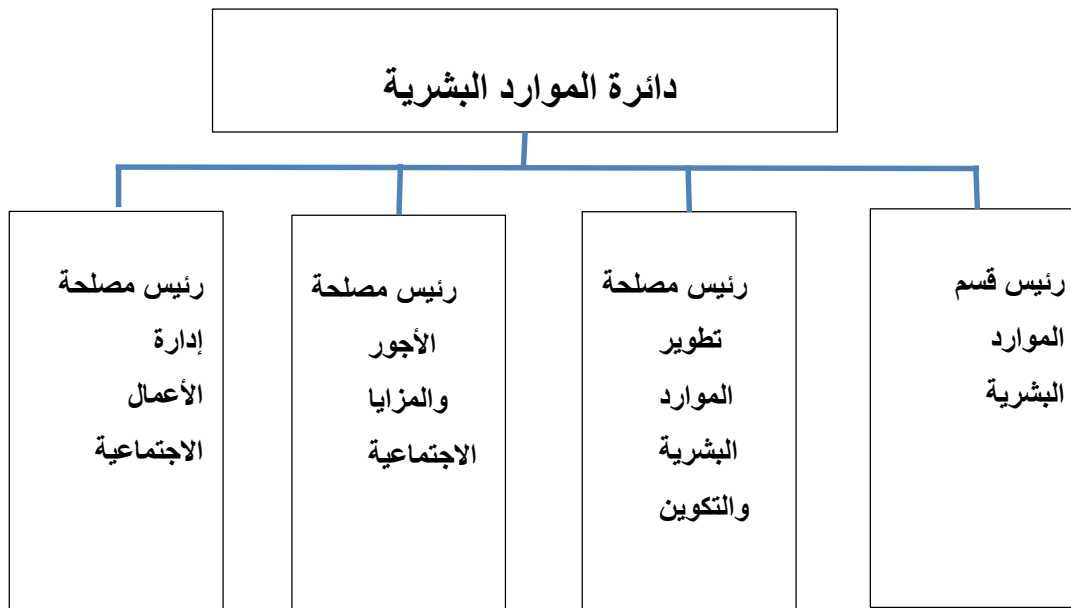 دائرة الموارد البشرية
رئيس قسم
الموارد
البشرية
رئيس مصلحة
تطوير
الموارد
البشرية
والتكوين
رئيس مصلحة
الأجور
والمزايا
الاجتماعية
رئيس مصلحة
إدارة
الأعمال
الاجتماعية